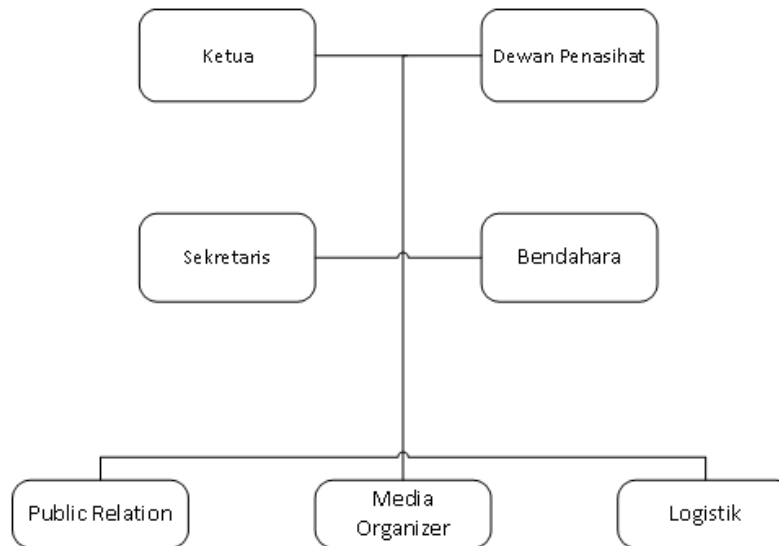 Ketua
Dewan Penasihat
Sekretaris
Bendahara
Public Relation
Media
Organizer
Logistik